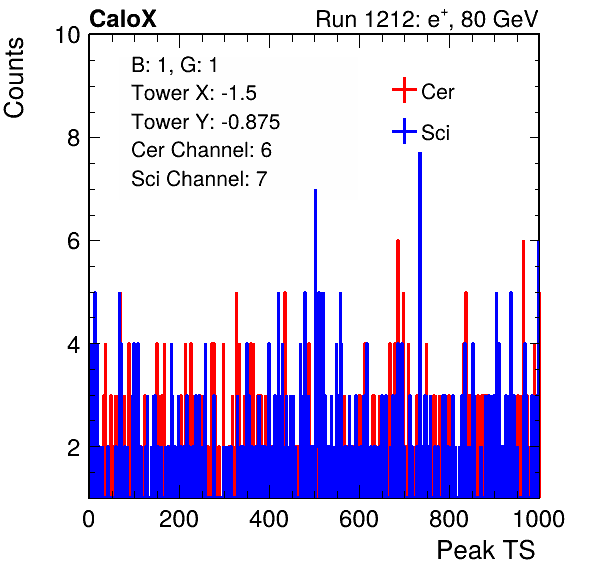 CaloX Run 1212: e+, 80 GeV
Counts
10
8
6
4
2
B: 1, G: 1
Tower X: -1.5
Tower Y: -0.875
Cer Channel: 6
Sci Channel: 7
Cer
Sci
0 200 400 600 800 1000
Peak TS